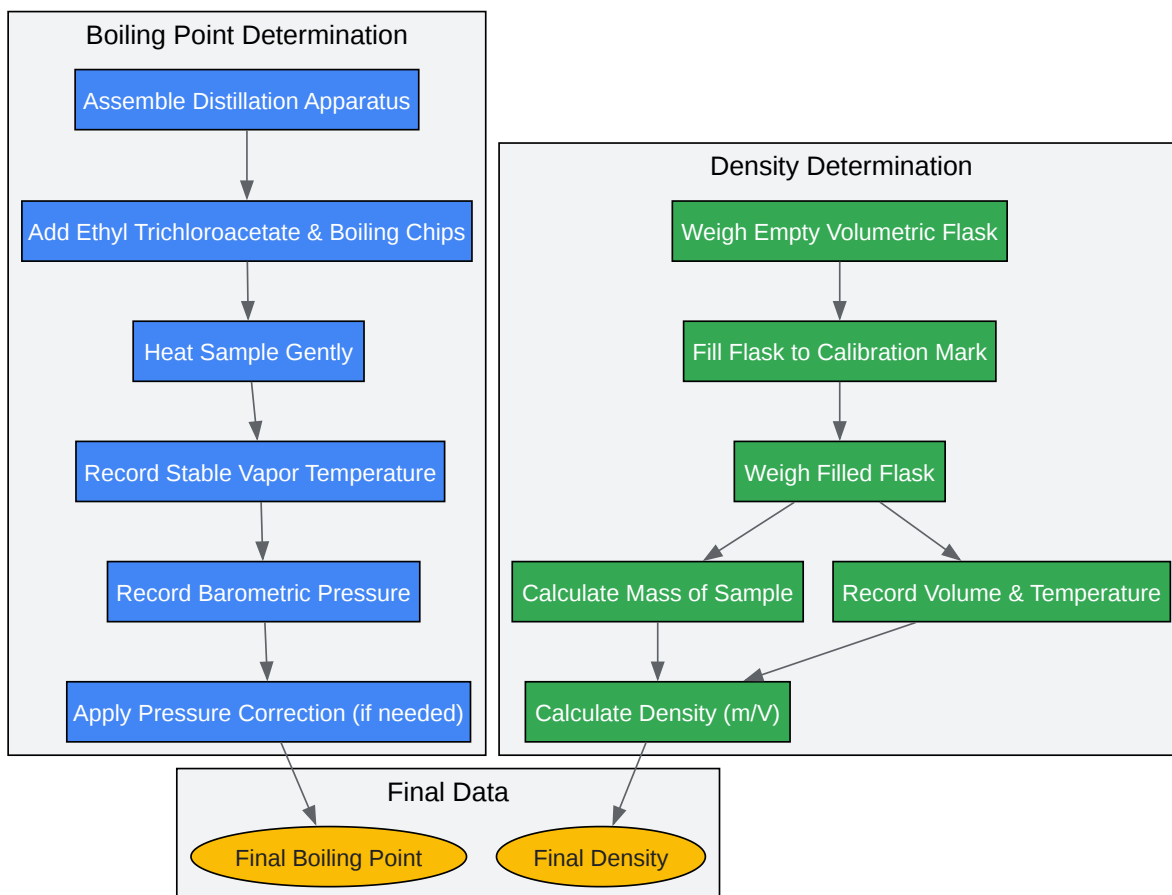 Boiling Point Determination
Assemble Distillation Apparatus
Add Ethyl Trichloroacetate & Boiling Chips
Heat Sample Gently
Record Stable Vapor Temperature
Record Barometric Pressure
Apply Pressure Correction (if needed)
Density Determination
Weigh Empty Volumetric Flask
Fill Flask to Calibration Mark
Weigh Filled Flask
Calculate Mass of Sample
Record Volume & Temperature
Calculate Density (m/V)
Final Data
Final Boiling Point
Final Density